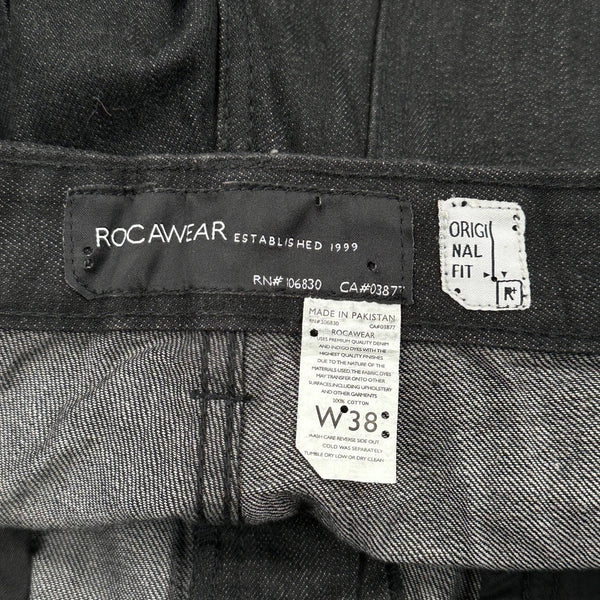 ROCAWEAR ESTABLISHED 1999
RN# 106830 CA#03877
ORIGI
NAL
FIT
R+
MADE IN PAKISTAN
RN#106830 CA#03877
ROCAWEAR
USES PREMIUM QUALITY DENIM
AND INDIGO DYES WITH THE
HIGHEST QUALITY FINISHES
DUE TO THE NATURE OF THE
MATERIALS USED, THE FABRIC DYES
MAY TRANSFER ONTO OTHER
SURFACES, INCLUDING UPHOLSTERY
AND OTHER GARMENTS
100% COTTON
W 38
WASH CARE REVERSE SIDE OUT
COLD WAS SEPARATELY
TUMBLE DRY LOW OR DRY CLEAN